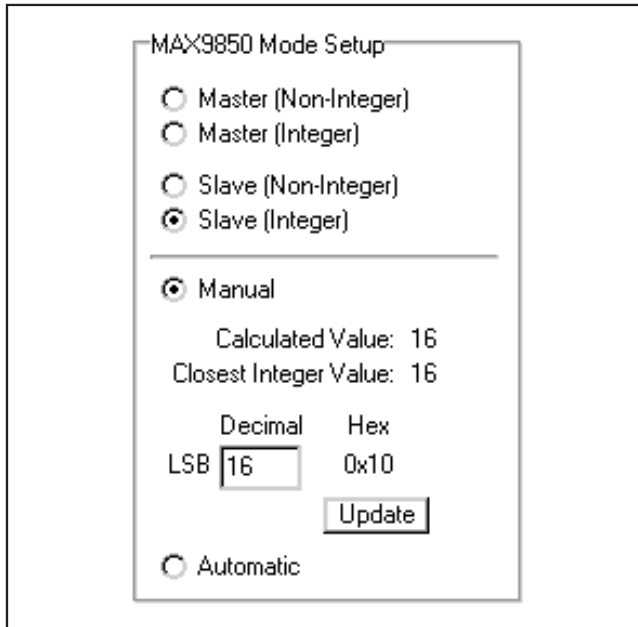 MAX9850 Mode Setup
Master (Non-Integer)
Master (Integer)
Slave (Non-Integer)
Slave (Integer)
Manual
Calculated Value: 16
Closest Integer Value: 16
Decimal Hex
LSB 16 0x10
Update
Automatic